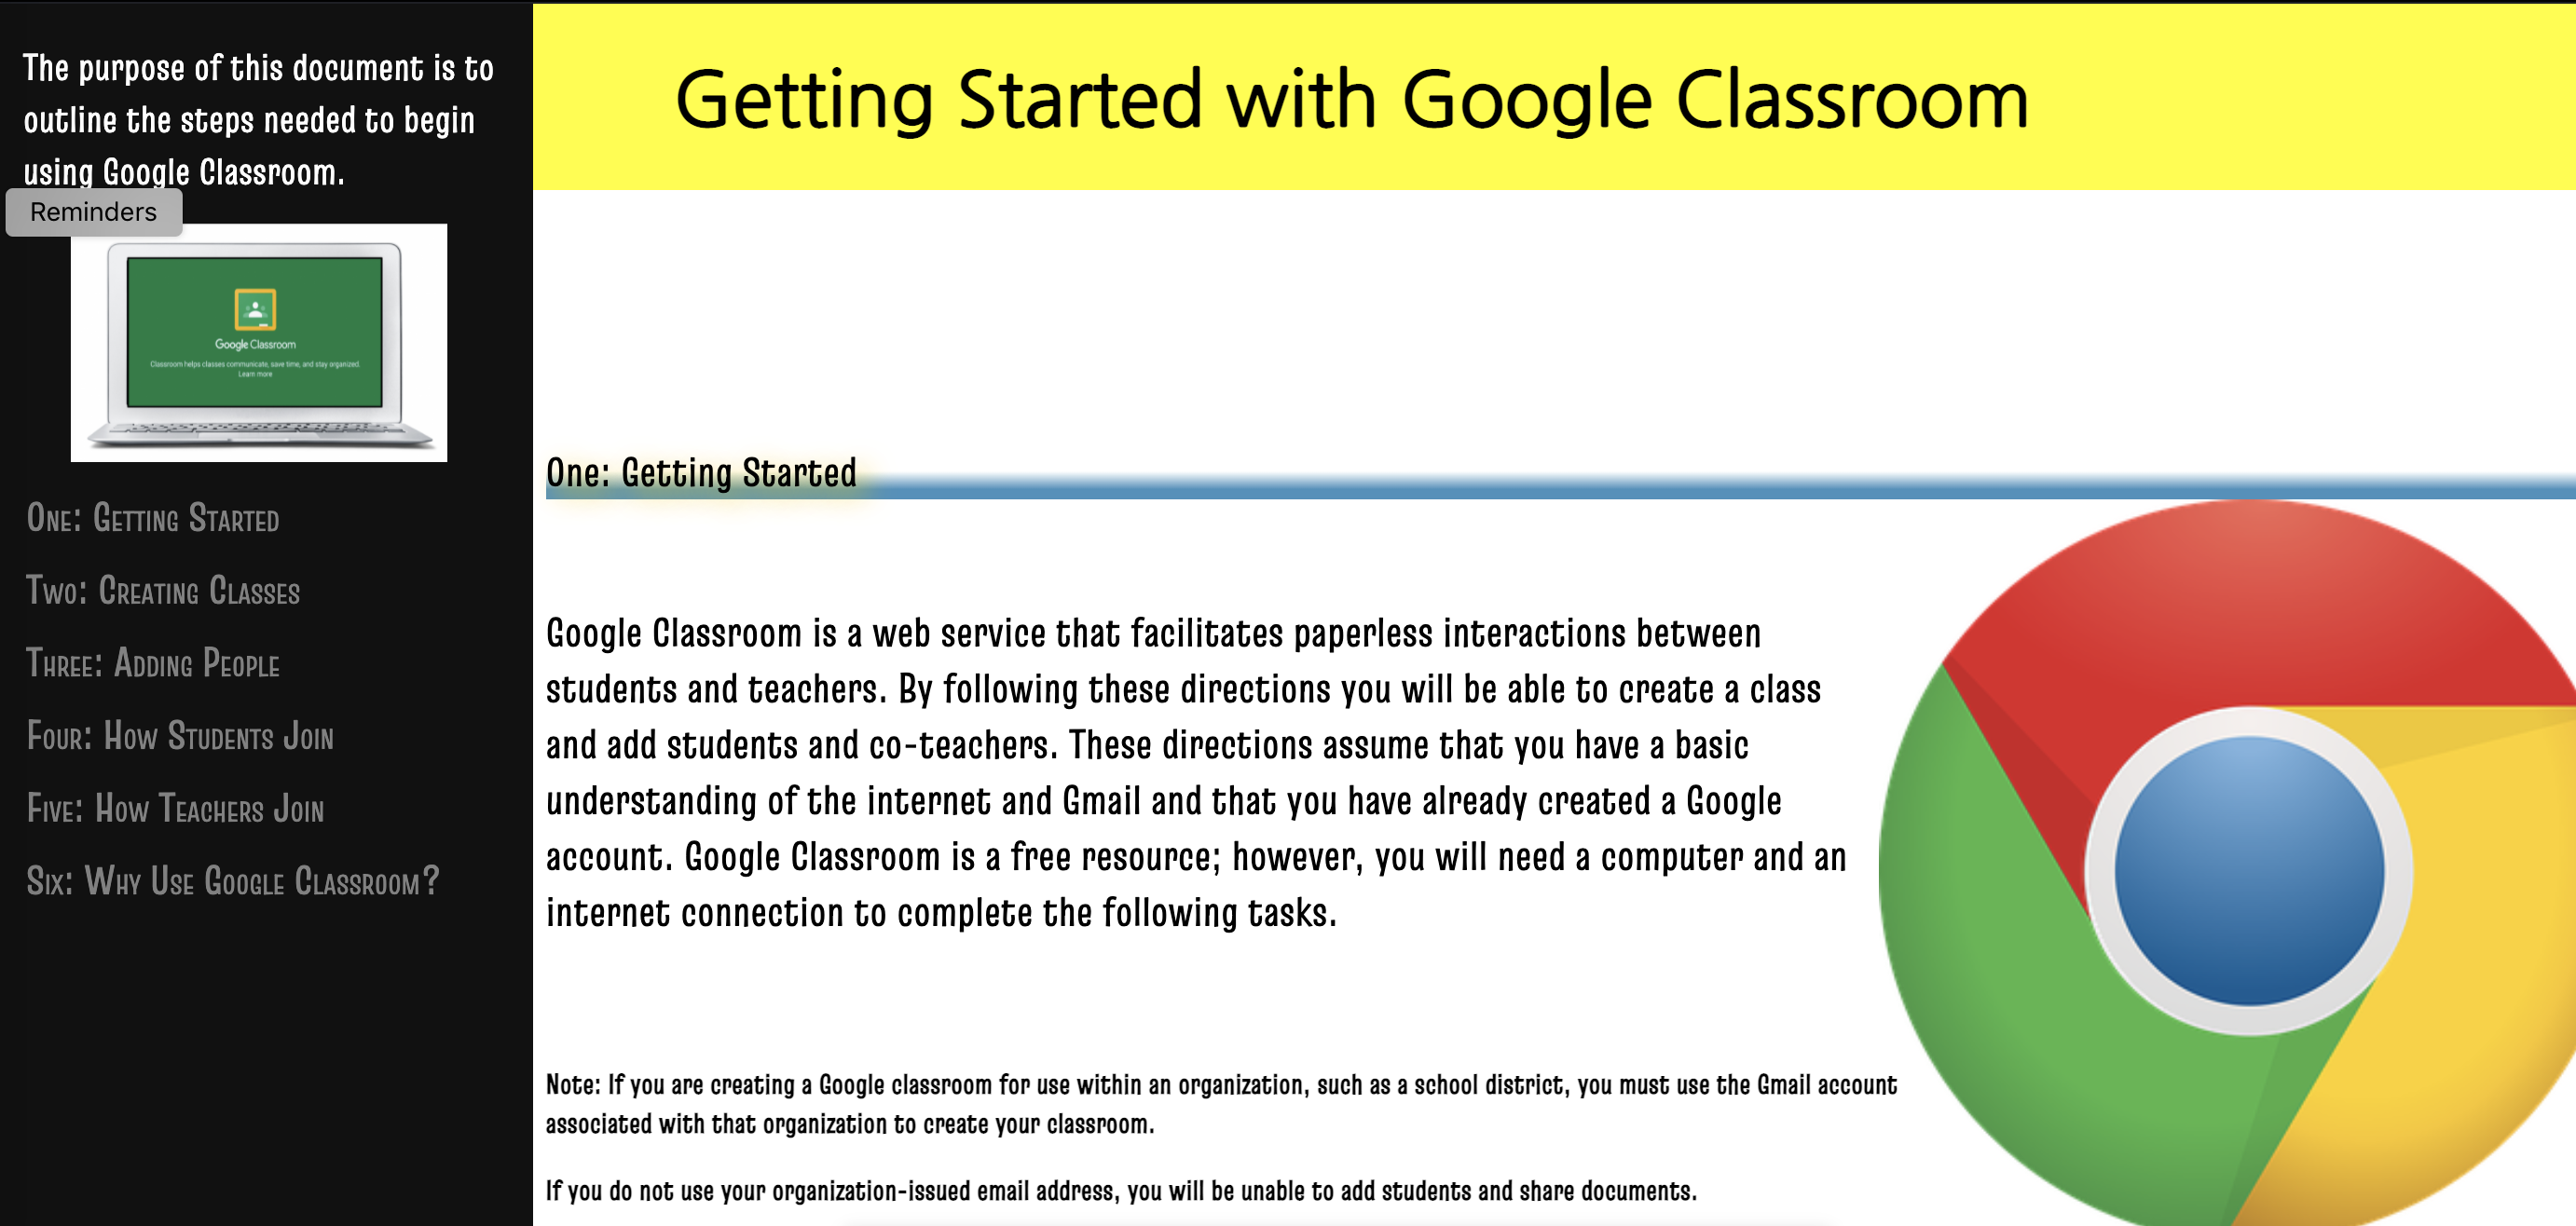 The purpose of this document is to
outline the steps needed to begin
using Google Classroom.
Reminders
Google Classroom
Classroom helps classes communicate, save time, and stay organized.
Learn more
One: Getting Started
Two: Creating Classes
Three: Adding People
Four: How Students Join
Five: How Teachers Join
Six: Why Use Google Classroom?
Getting Started with Google Classroom
One: Getting Started
Google Classroom is a web service that facilitates paperless interactions between
students and teachers. By following these directions you will be able to create a class
and add students and co-teachers. These directions assume that you have a basic
understanding of the internet and Gmail and that you have already created a Google
account. Google Classroom is a free resource; however, you will need a computer and an
internet connection to complete the following tasks.
Note: If you are creating a Google classroom for use within an organization, such as a school district, you must use the Gmail account
associated with that organization to create your classroom.
If you do not use your organization-issued email address, you will be unable to add students and share documents.